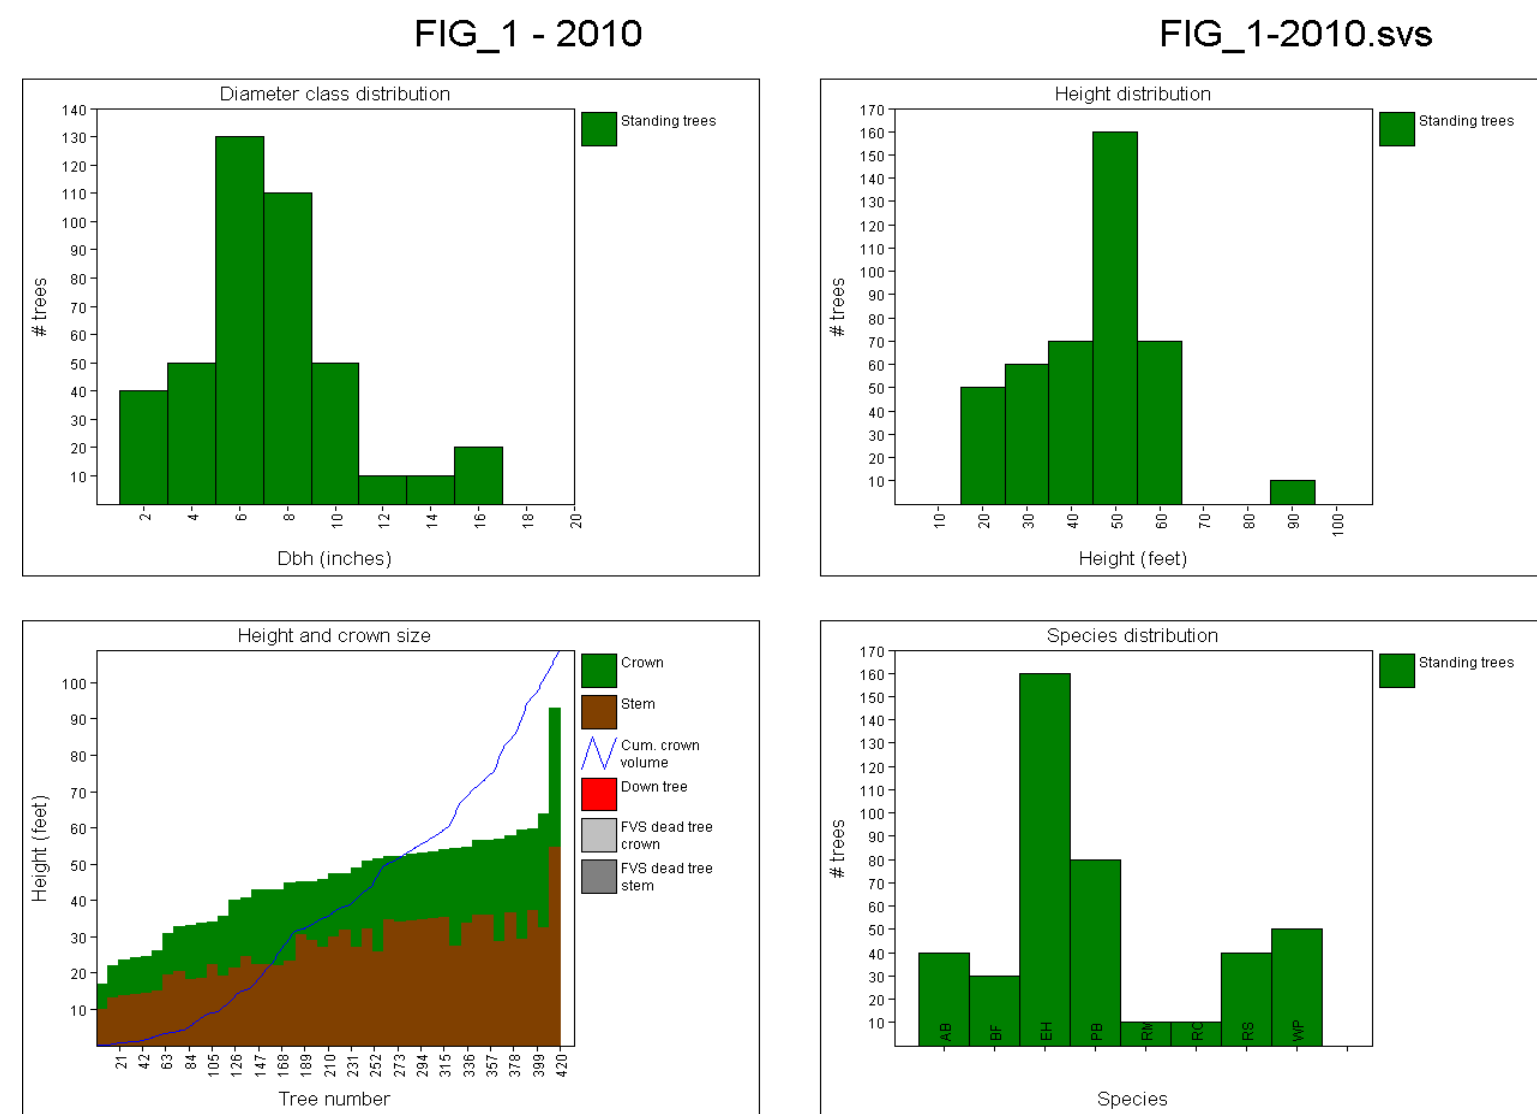 FIG_1 - 2010
FIG_1-2010.svs
Diameter class distribution
140
130
120
110
100
90
80
70
60
50
40
30
20
10
# trees
2
4
6
8
10
12
14
16
18
20
Dbh (inches)
Standing trees
Height distribution
170
160
150
140
130
120
110
100
90
80
70
60
50
40
30
20
10
# trees
10
20
30
40
50
60
70
80
90
100
Height (feet)
Standing trees
Height and crown size
100
90
80
70
60
50
40
30
20
10
Height (feet)
21
42
63
84
105
126
147
168
189
210
231
252
273
294
315
336
357
378
399
420
Tree number
Crown
Stem
Cum. crown
volume
Down tree
FVS dead tree
crown
FVS dead tree
stem
Species distribution
170
160
150
140
130
120
110
100
90
80
70
60
50
40
30
20
10
# trees
AB
BF
EH
PB
RM
RO
RS
WP
Species
Standing trees